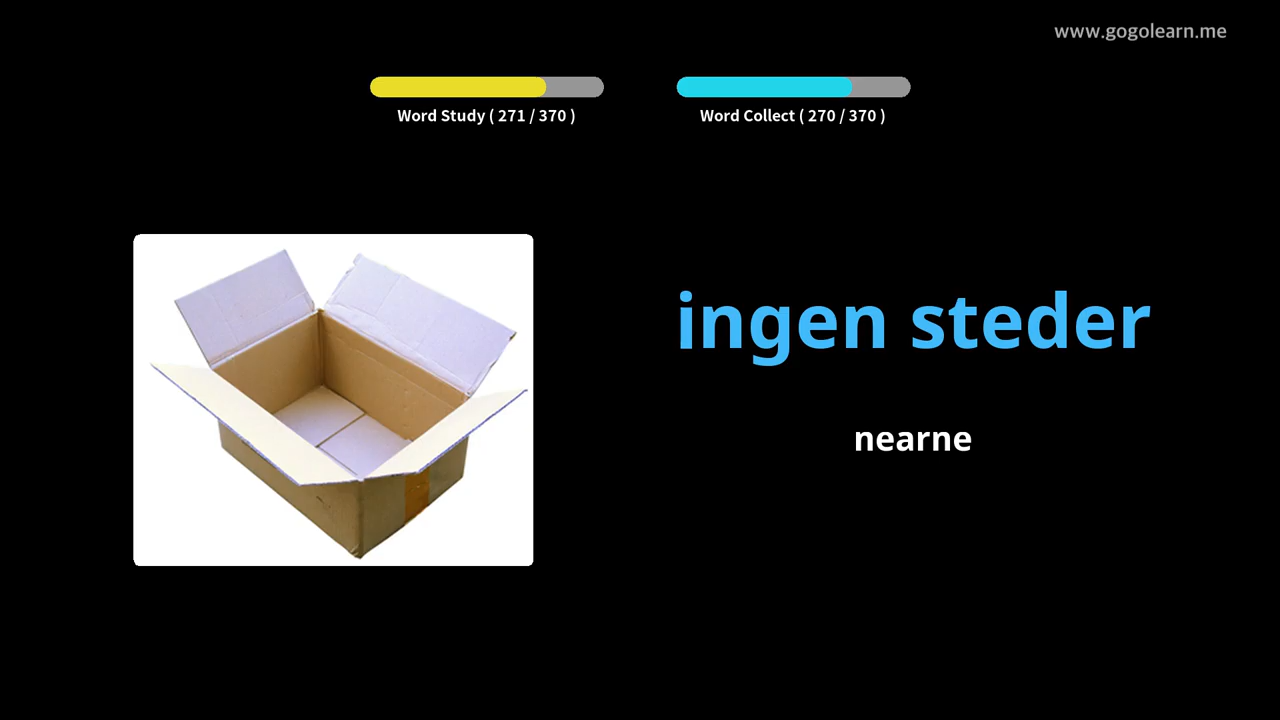 www.gogolearn.me
Word Study ( 271 / 370 )
Word Collect ( 270 / 370 )
ingen steder
nearne